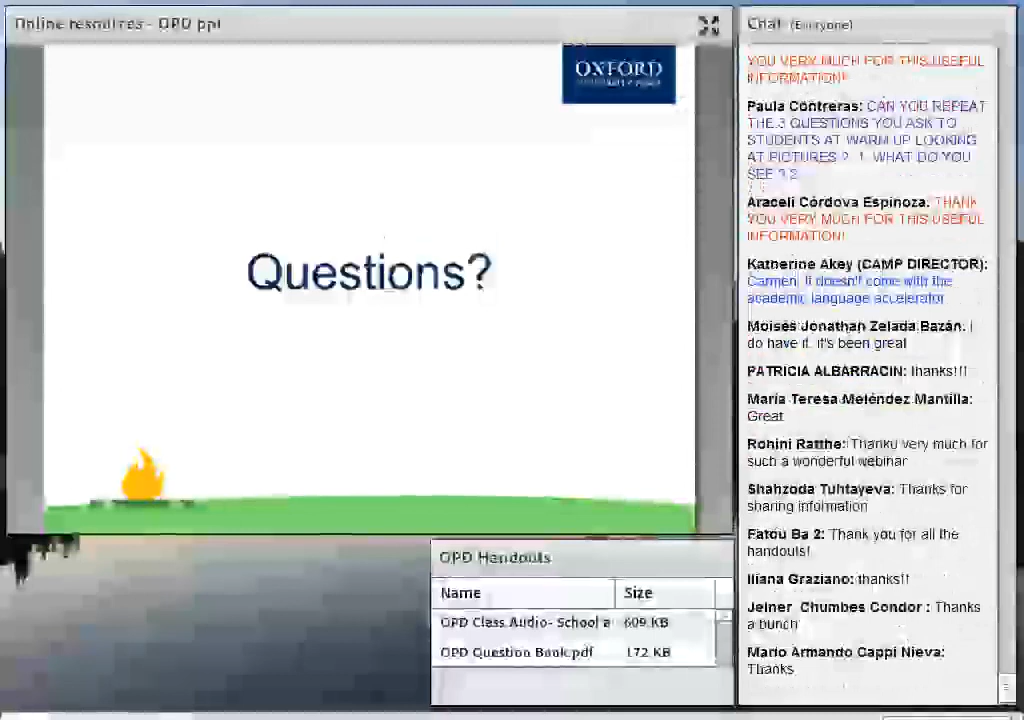 Online resources - OPD ppt
OXFORD
UNIVERSITY PRESS
Questions?
OPD Handouts
Name Size
OPD Class Audio- School a 609 KB
OPD Question Bank.pdf 172 KB
Chat (Everyone)
YOU VERY MUCH FOR THIS USEFUL
INFORMATION!
Paula Contreras: CAN YOU REPEAT
THE 3 QUESTIONS YOU ASK TO
STUDENTS AT WARM UP LOOKING
AT PICTURES ? 1. WHAT DO YOU
SEE ? 2.
Araceli Córdova Espinoza: THANK
YOU VERY MUCH FOR THIS USEFUL
INFORMATION!
Katherine Akey (CAMP DIRECTOR):
Carmen, it doesn't come with the
academic language accelerator
Moisés Jonathan Zelada Bazán: I
do have it. it's been great
PATRICIA ALBARRACIN: thanks!!!
María Teresa Meléndez Mantilla:
Great
Rohini Ratthe: Thanku very much for
such a wonderful webinar
Shahzoda Tuhtayeva: Thanks for
sharing information
Fatou Ba 2: Thank you for all the
handouts!
Iliana Graziano: thanks!!
Jeiner Chumbes Condor : Thanks
a bunch
Mario Armando Cappi Nieva:
Thanks